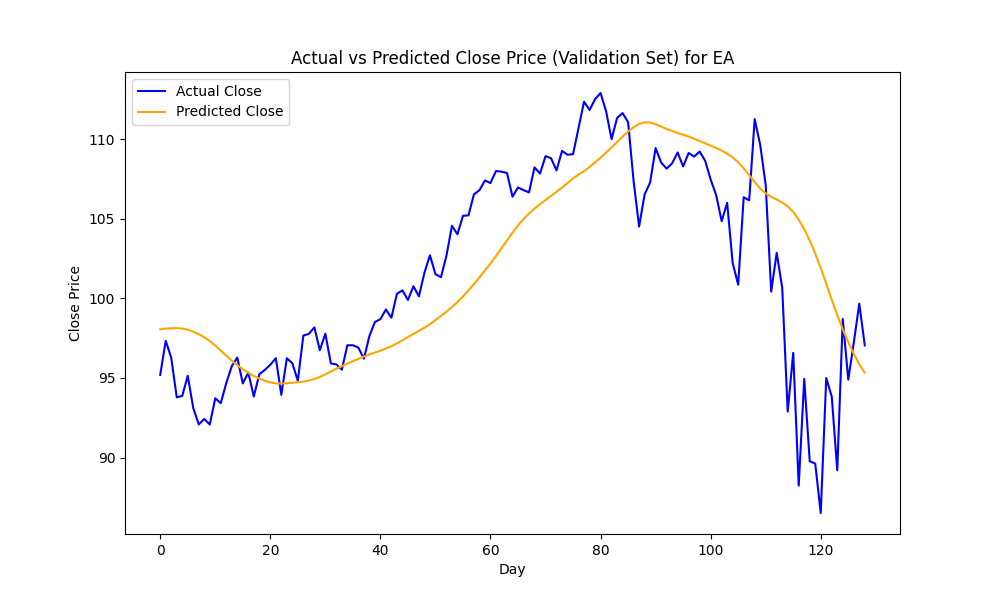 Actual vs Predicted Close Price (Validation Set) for EA
Actual Close
Predicted Close
110
105
100
95
90
Close Price
0 20 40 60 80 100 120
Day